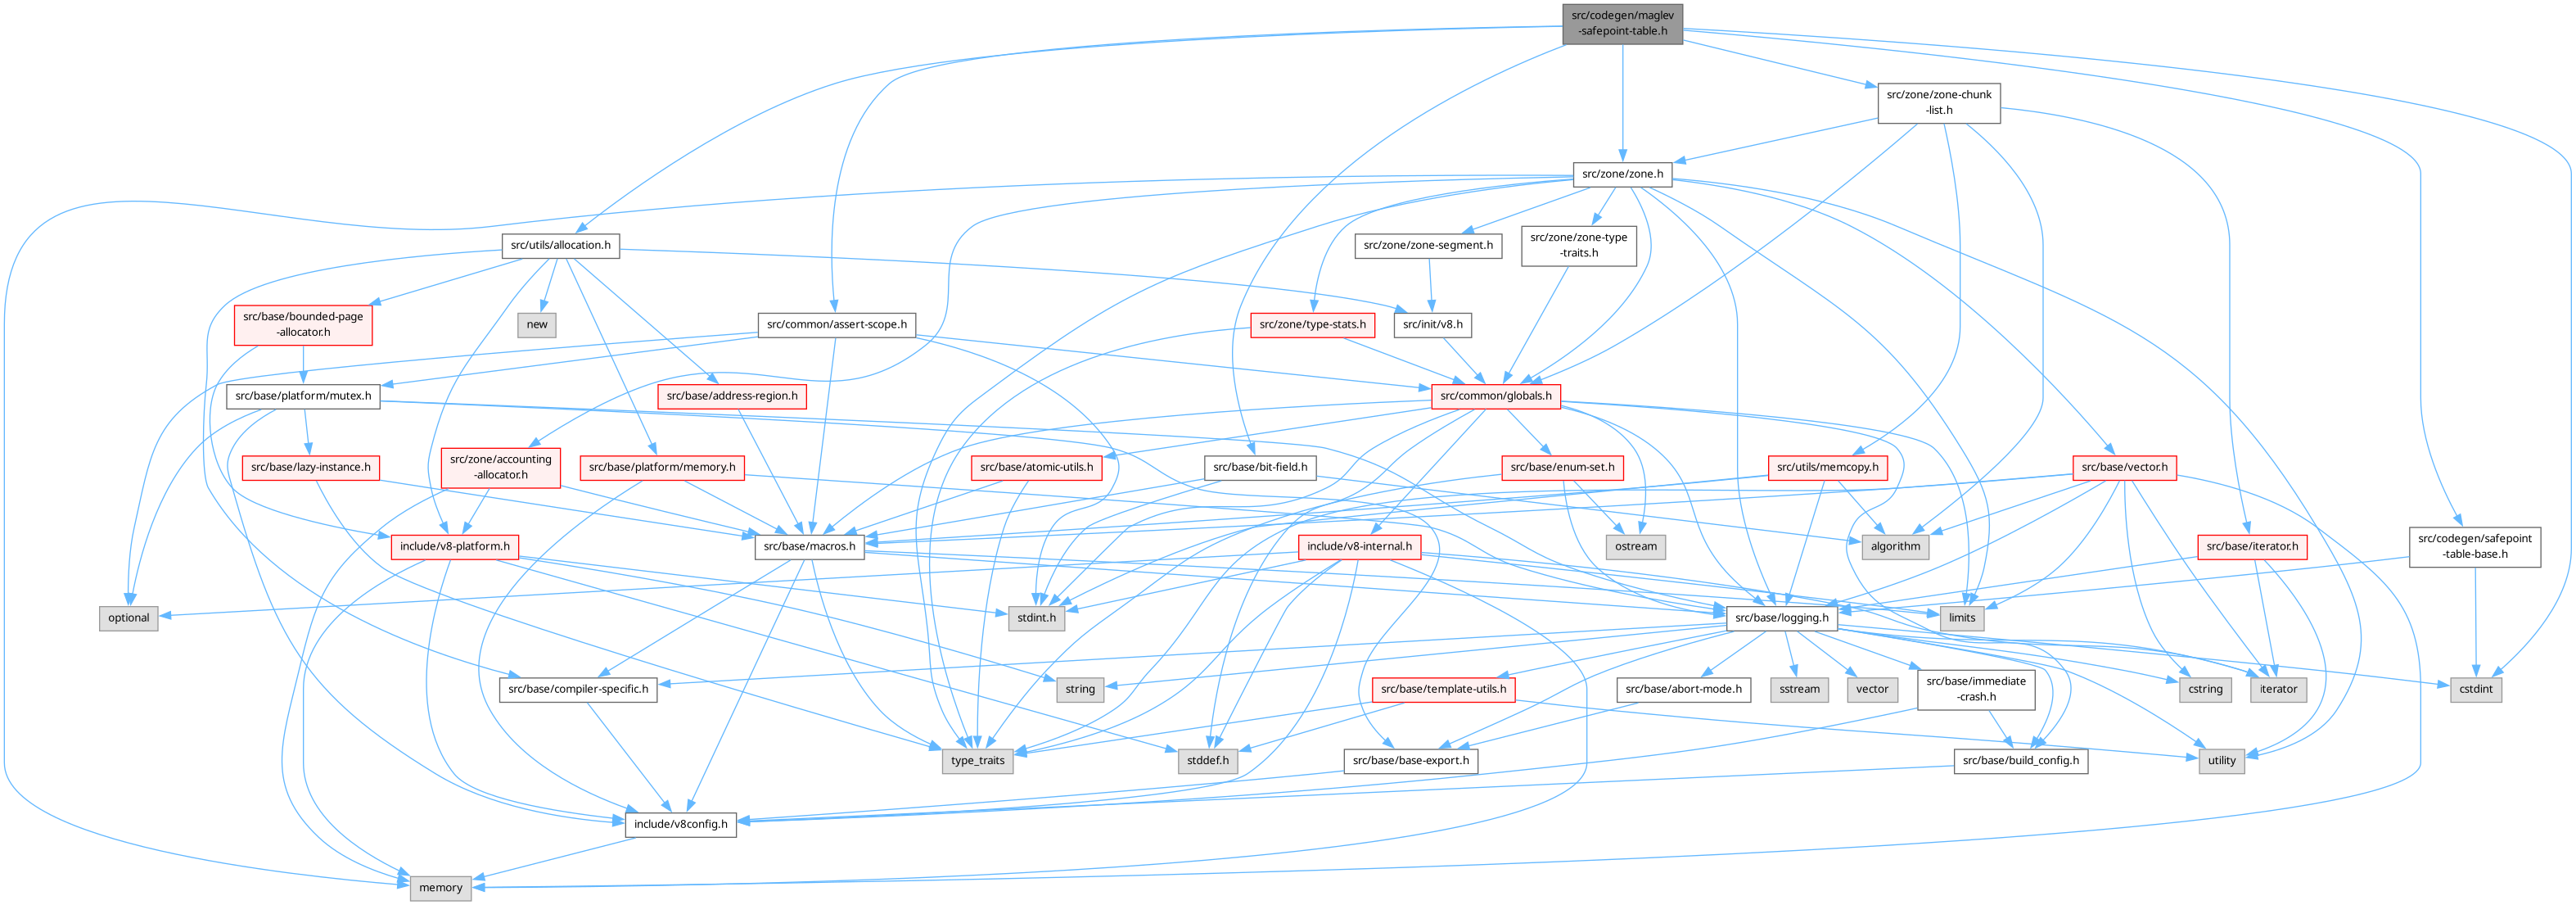 src/codegen/maglev
-safepoint-table.h
src/zone/zone-chunk
-list.h
src/zone/zone.h
src/utils/allocation.h
src/zone/zone-segment.h
src/zone/zone-type
-traits.h
src/base/bounded-page
-allocator.h
new
src/common/assert-scope.h
src/zone/type-stats.h
src/init/v8.h
src/base/platform/mutex.h
src/base/address-region.h
src/common/globals.h
src/base/lazy-instance.h
src/zone/accounting
-allocator.h
src/base/platform/memory.h
src/base/atomic-utils.h
src/base/bit-field.h
src/base/enum-set.h
src/utils/memcopy.h
src/base/vector.h
include/v8-platform.h
src/base/macros.h
include/v8-internal.h
ostream
algorithm
src/base/iterator.h
src/codegen/safepoint
-table-base.h
optional
stdint.h
src/base/logging.h
limits
src/base/compiler-specific.h
string
src/base/template-utils.h
sstream
vector
src/base/abort-mode.h
src/base/immediate
-crash.h
cstring
iterator
cstdint
type_traits
stddef.h
src/base/base-export.h
src/base/build_config.h
utility
include/v8config.h
memory